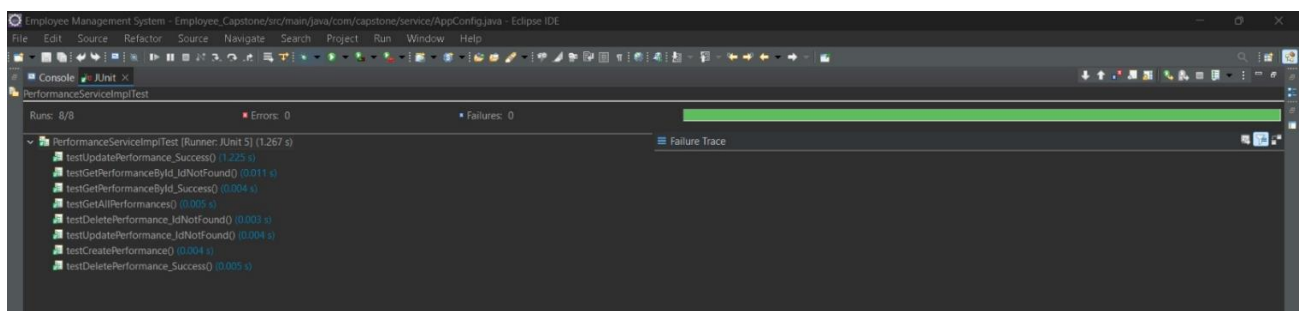 Employee Management System - Employee_Capstone/src/main/java/com/capstone/service/AppConfig.java - Eclipse IDE
File Edit Source Refactor Source Navigate Search Project Run Window Help
Console JUnit
PerformanceServiceImplTest
Runs: 8/8 Errors: 0 Failures: 0
PerformanceServiceImplTest [Runner: JUnit 5] (1.267 s)
Failure Trace
testUpdatePerformance_Success() (1.225 s)
testGetPerformanceById_IdNotFound() (0.011 s)
testGetPerformanceById_Success() (0.004 s)
testGetAllPerformances() (0.005 s)
testDeletePerformance_IdNotFound() (0.003 s)
testUpdatePerformance_IdNotFound() (0.004 s)
testCreatePerformance() (0.004 s)
testDeletePerformance_Success() (0.005 s)